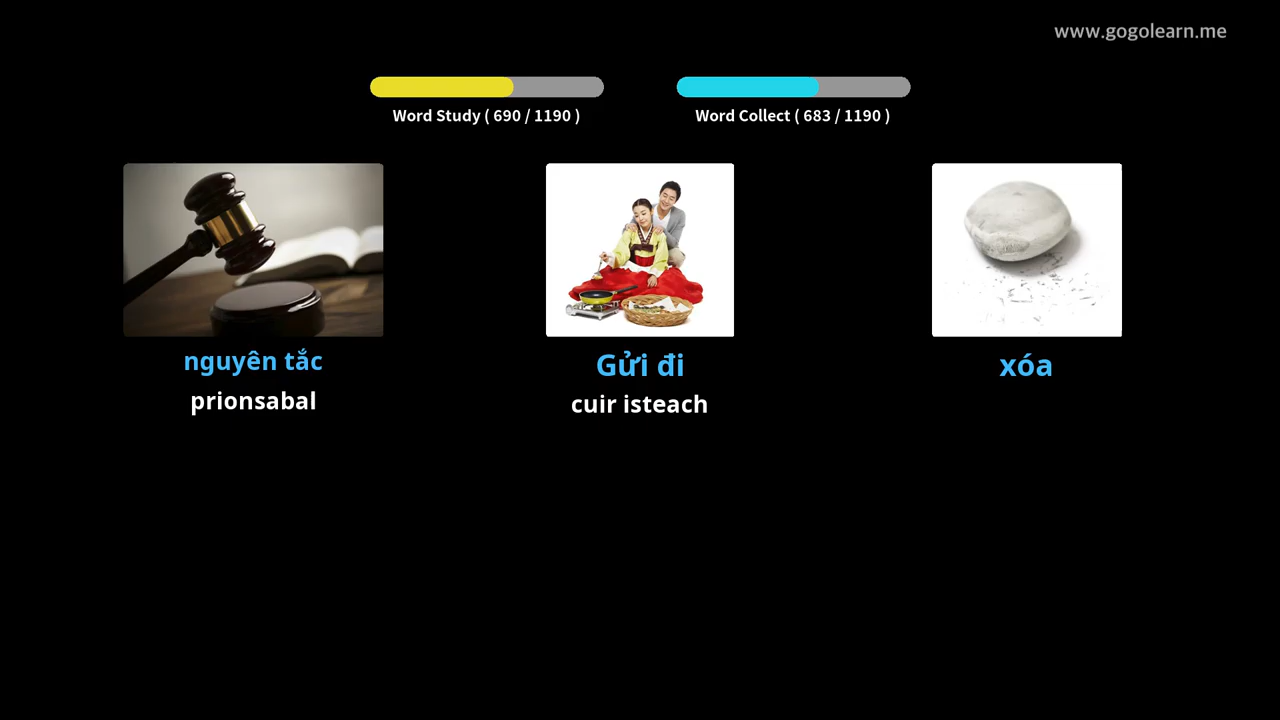 www.gogolearn.me
Word Study ( 690 / 1190 )
Word Collect ( 683 / 1190 )
nguyên tắc
prionsabal
Gửi đi
cuir isteach
xóa